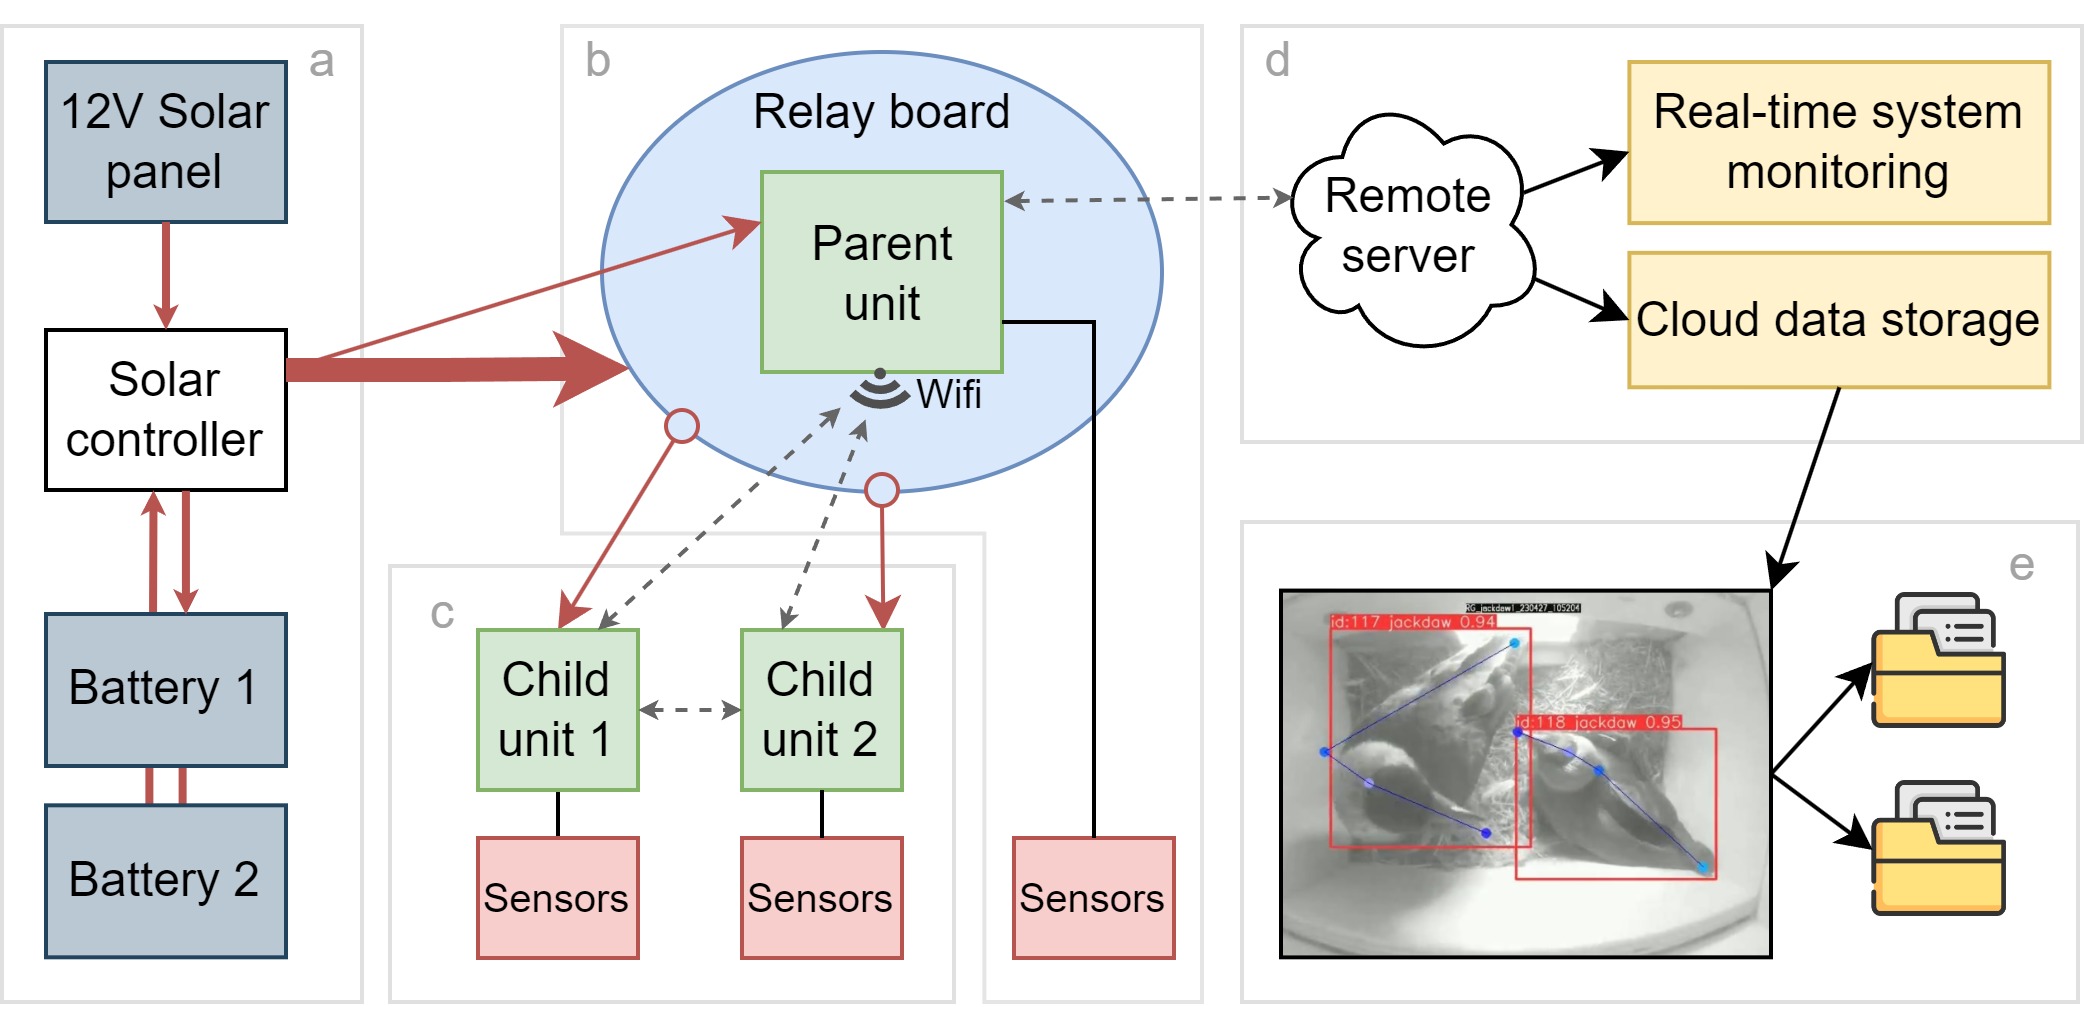 a
12V Solar
panel
Solar
controller
Battery 1
Battery 2
b
Relay board
Parent
unit
Wifi
c
Child
unit 1
Child
unit 2
Sensors
Sensors
Sensors
d
Remote
server
Real-time system
monitoring
Cloud data storage
e
RG_jackdaw1_230427_105204
id:117 jackdaw 0.94
id:118 jackdaw 0.95